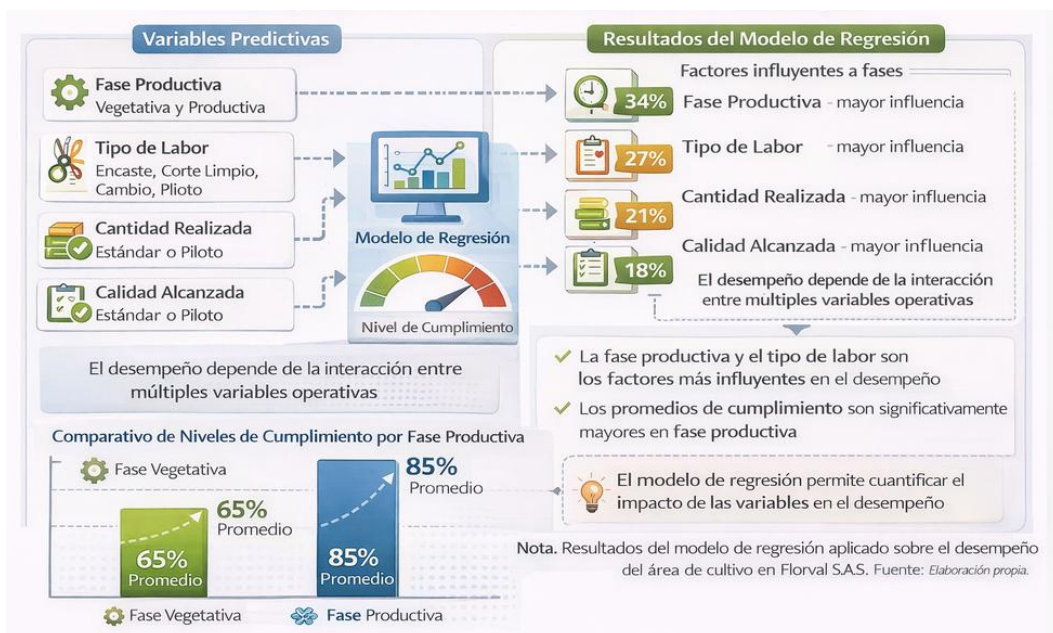 Variables Predictivas
Fase Productiva
Vegetativa y Productiva
Tipo de Labor
Encaste, Corte Limpio,
Cambio, Plioto
Cantidad Realizada
Estándar o Piloto
Calidad Alcanzada
Estándar o Piloto
Modelo de Regresión
Nivel de Cumplimiento
El desempeño depende de la interacción entre
múltiples variables operativas
Resultados del Modelo de Regresión
Factores influyentes a fases
34%
Fase Productiva - mayor influencia
27%
Tipo de Labor - mayor influencia
21%
Cantidad Realizada - mayor influencia
18%
Calidad Alcanzada - mayor influencia
El desempeño depende de la interacción
entre múltiples variables operativas
La fase productiva y el tipo de labor son
los factores más influyentes en el desempeño
Los promedios de cumplimiento son significativamente
mayores en fase productiva
El modelo de regresión permite cuantificar el
impacto de las variables en el desempeño
Comparativo de Niveles de Cumplimiento por Fase Productiva
Fase Vegetativa
65%
Promedio
65%
Promedio
85%
Promedio
85%
Promedio
Fase Vegetativa
Fase Productiva
Nota. Resultados del modelo de regresión aplicado sobre el desempeño
del área de cultivo en Florval S.A.S. Fuente: Elaboración propia.